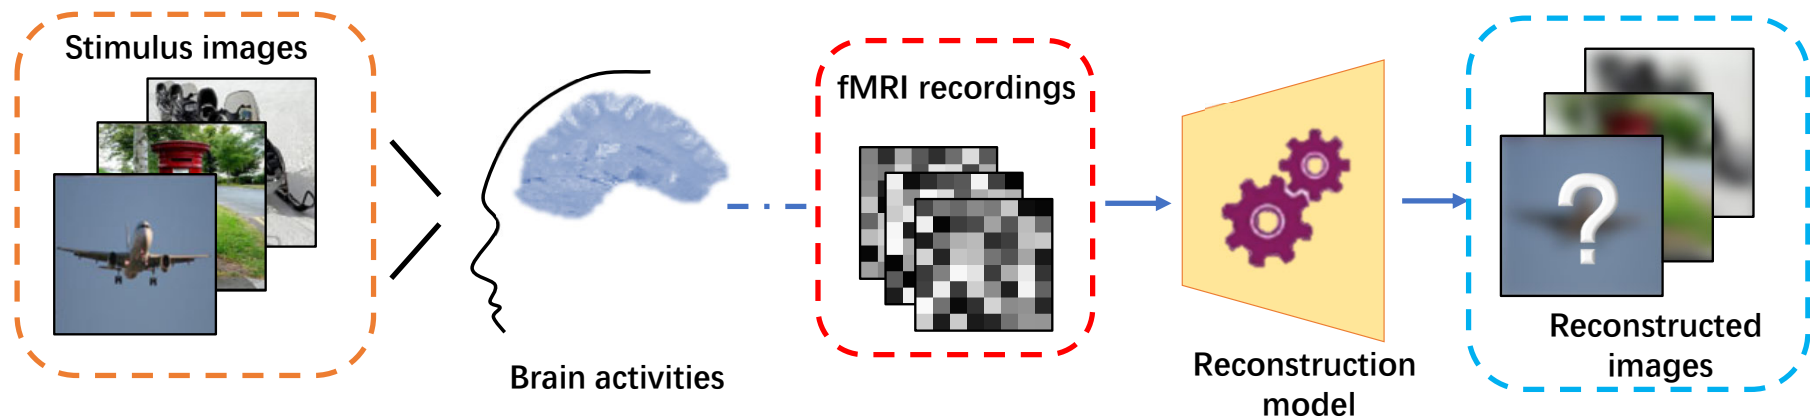 Stimulus images
Brain activities
fMRI recordings
Reconstruction
model
?
Reconstructed
images